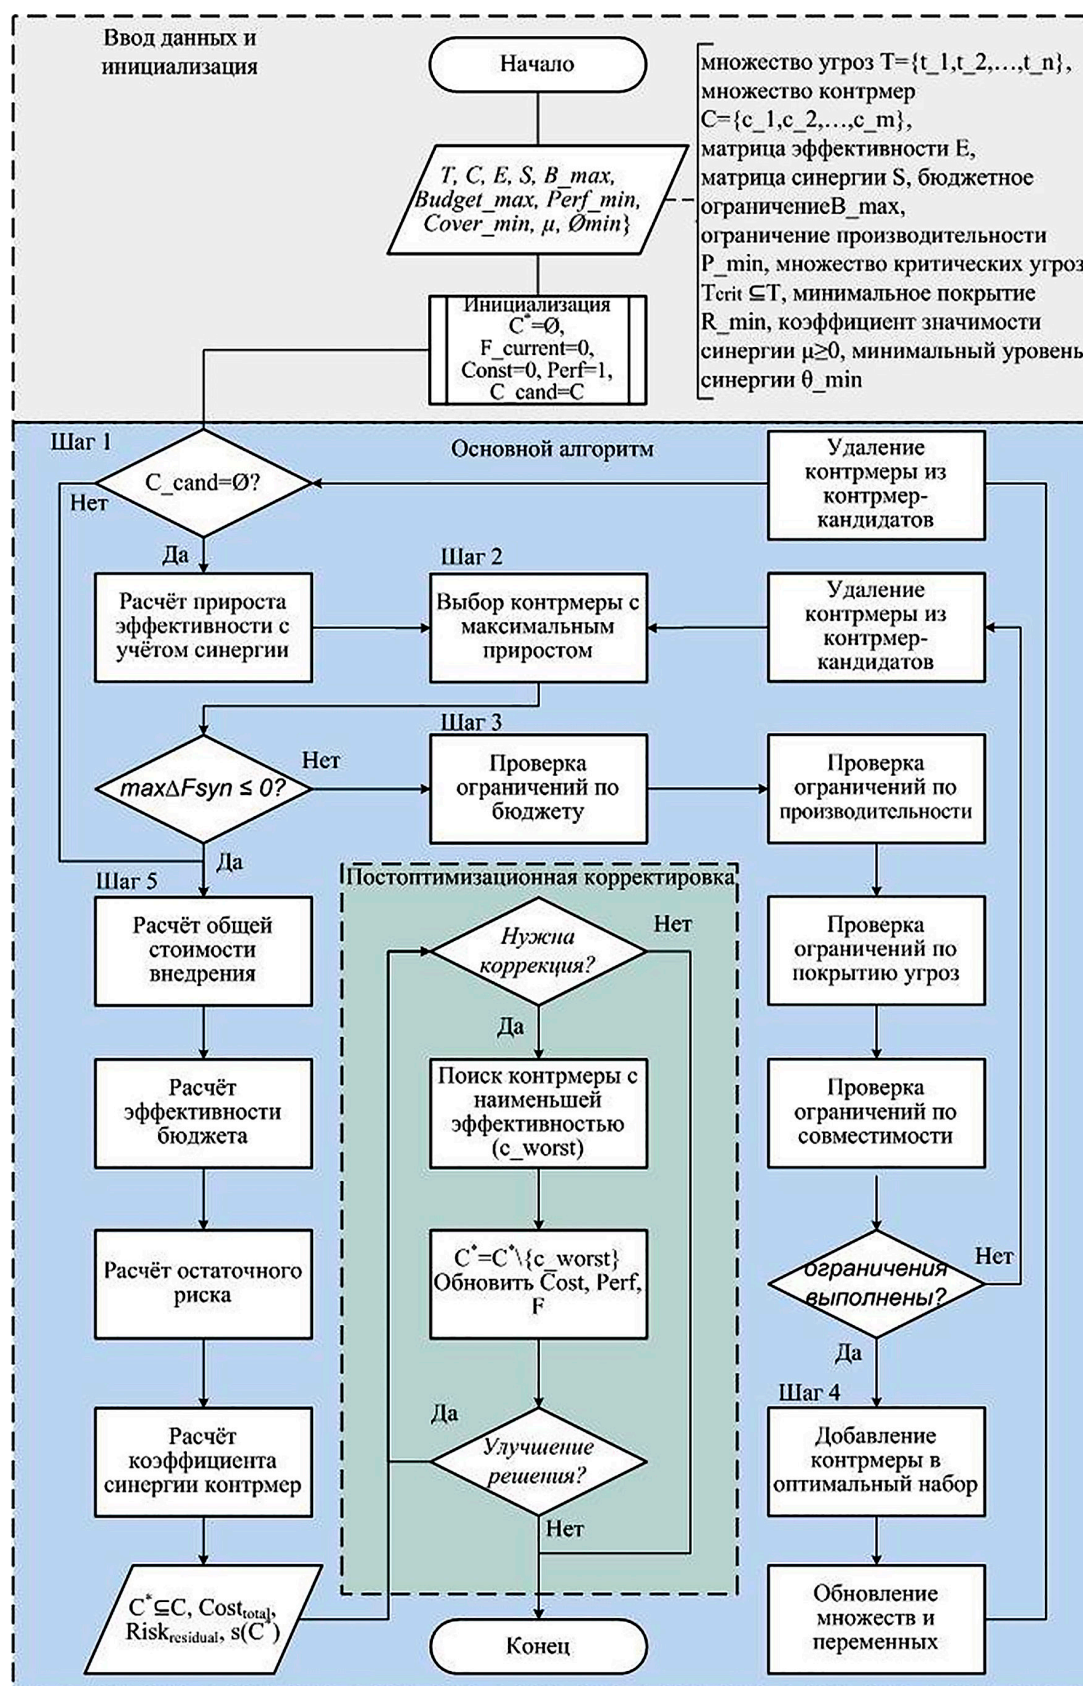 Ввод данных и
инициализация
Начало
T, C, E, S, B_max,
Budget_max, Perf_min,
Cover_min, μ, Ømin}
множество угроз T={t_1,t_2,…,t_n},
множество контрмер
C={c_1,c_2,…,c_m},
матрица эффективности E,
матрица синергии S, бюджетное
ограничениеB_max,
ограничение производительности
P_min, множество критических угроз
Tcrit ⊆T, минимальное покрытие
R_min, коэффициент значимости
синергии μ≥0, минимальный уровень
синергии θ_min
Инициализация
C*=Ø,
F_current=0,
Const=0, Perf=1,
C_cand=C
Шаг 1
Основной алгоритм
C_cand=Ø?
Нет
Да
Удаление
контрмеры из
контрмер-
кандидатов
Расчёт прироста
эффективности с
учётом синергии
Шаг 2
Выбор контрмеры с
максимальным
приростом
Удаление
контрмеры из
контрмер-
кандидатов
maxΔFsyn ≤ 0?
Нет
Да
Шаг 3
Проверка
ограничений по
бюджету
Проверка
ограничений по
производительности
Проверка
ограничений по
покрытию угроз
Проверка
ограничений по
совместимости
ограничения
выполнены?
Нет
Да
Шаг 4
Добавление
контрмеры в
оптимальный набор
Обновление
множеств и
переменных
Шаг 5
Расчёт общей
стоимости
внедрения
Расчёт
эффективности
бюджета
Расчёт остаточного
риска
Расчёт
коэффициента
синергии контрмер
C*⊆C, Cost_total,
Risk_residual, s(C*)
Постоптимизационная корректировка
Нужна
коррекция?
Нет
Да
Поиск контрмеры с
наименьшей
эффективностью
(c_worst)
C*=C*\{c_worst}
Обновить Cost, Perf,
F
Да
Улучшение
решения?
Нет
Конец